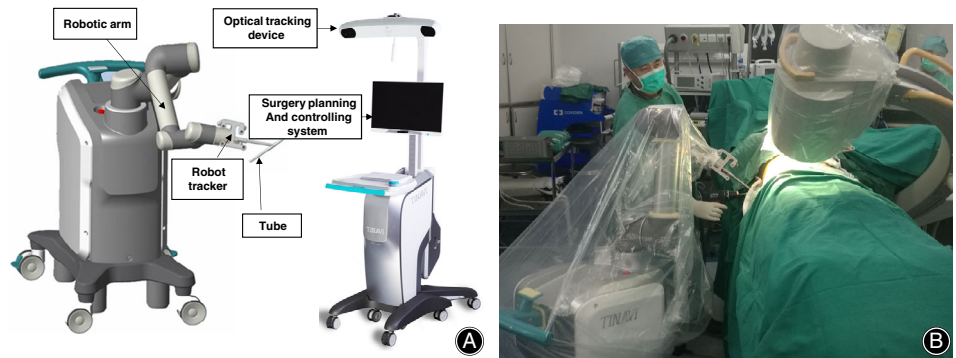 Robotic arm
Optical tracking
device
Surgery planning
And controlling
system
Robot
tracker
Tube
TINAVI
A
TINAVI
B